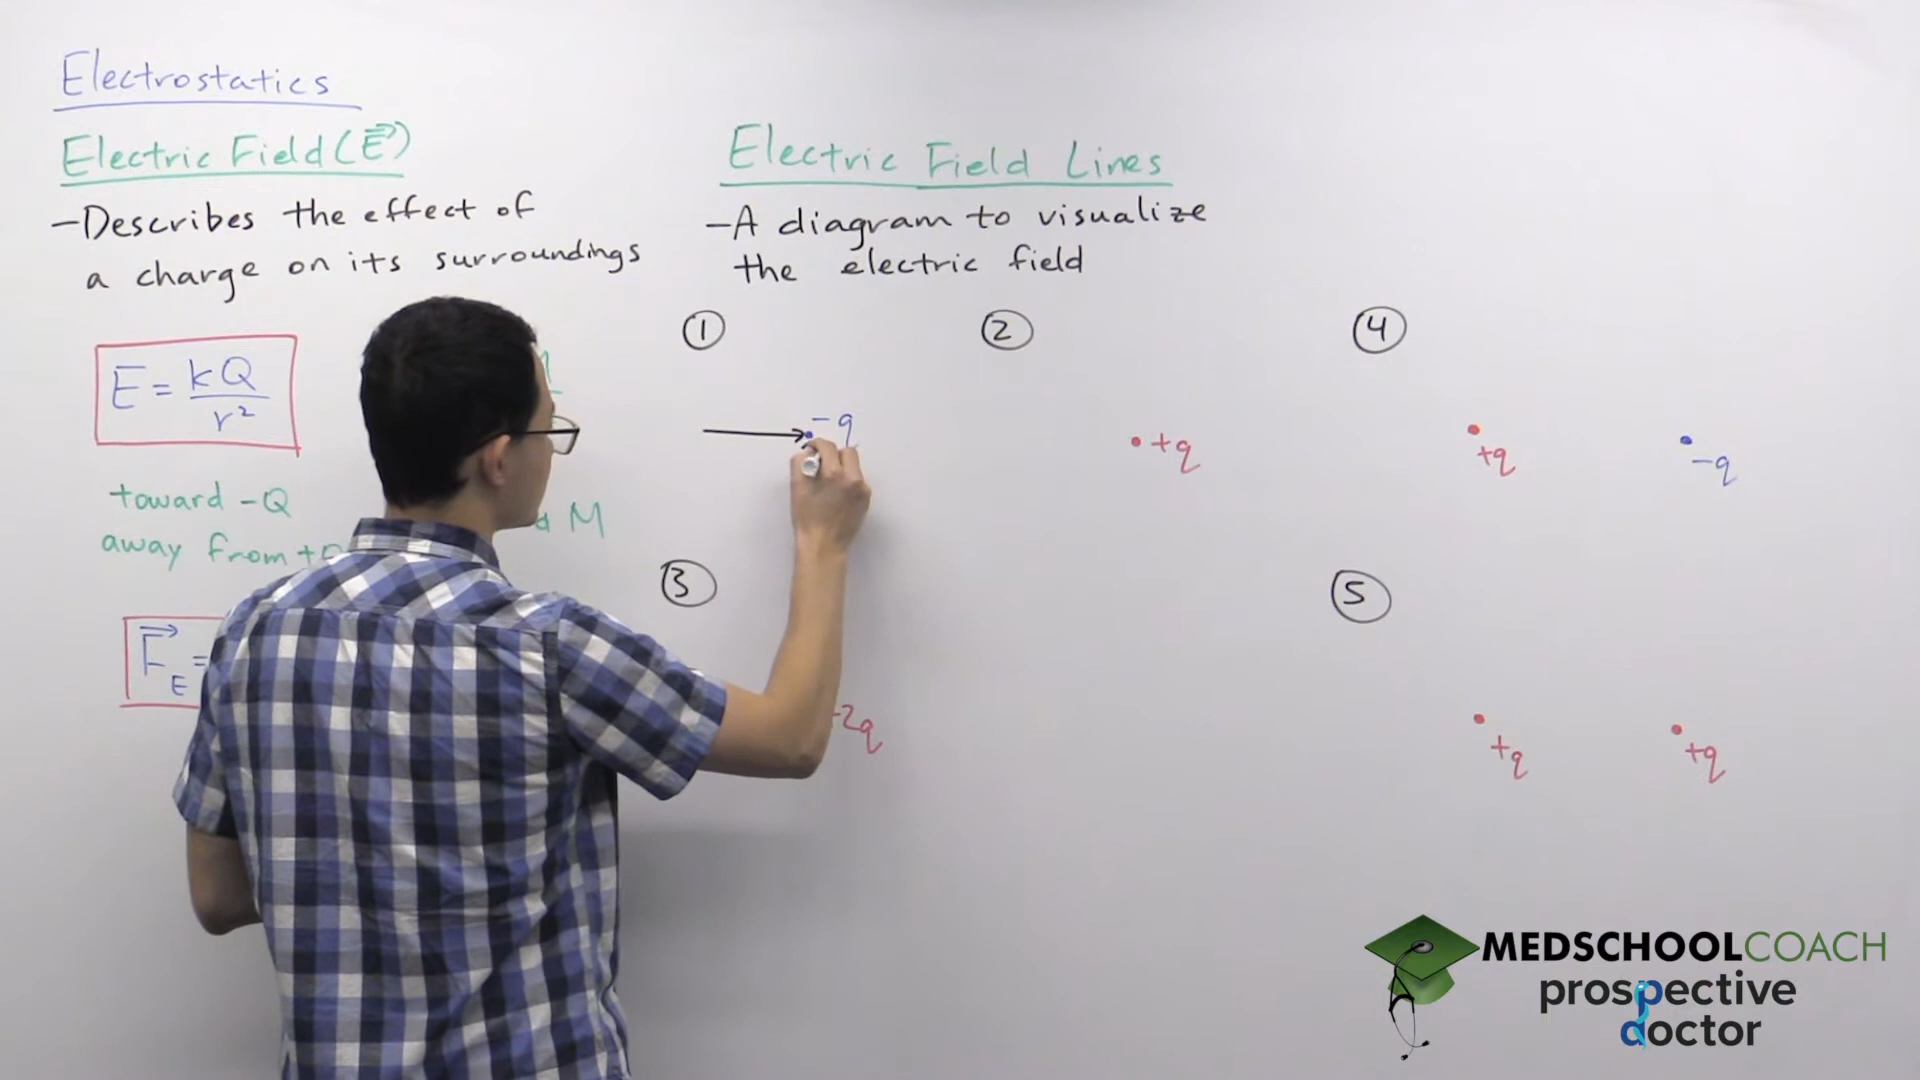 Electrostatics
Electric Field (E)
-Describes the effect of
a charge on its surroundings
E = kQ
r²
toward -Q
away from +
F
E
=
M
Electric Field Lines
-A diagram to visualize
the electric field
1
-q
2
+q
3
2q
4
+q
-q
5
+q
+q
MEDSCHOOLCOACH
prospective
doctor